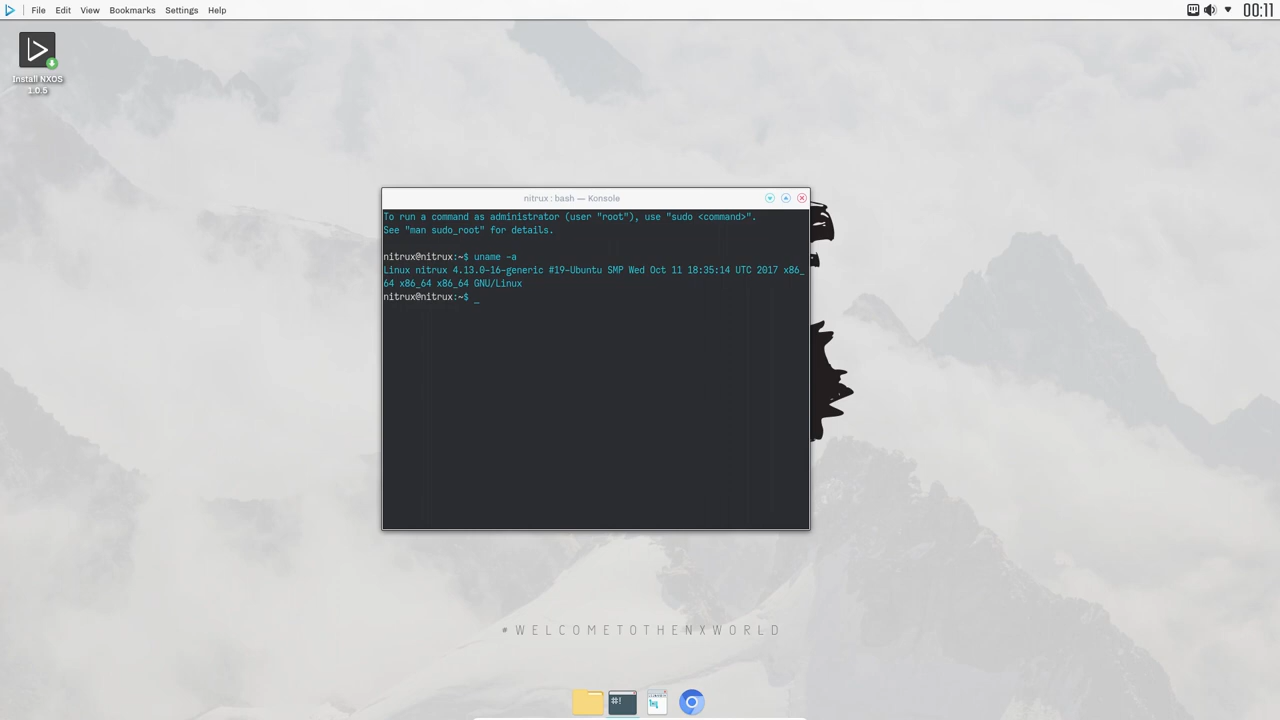 File Edit View Bookmarks Settings Help
00:11
Install NXOS
1.0.5
nitrux : bash — Konsole
To run a command as administrator (user "root"), use "sudo <command>".
See "man sudo_root" for details.
nitrux@nitrux:~$ uname -a
Linux nitrux 4.13.0-16-generic #19-Ubuntu SMP Wed Oct 11 18:35:14 UTC 2017 x86_
64 x86_64 x86_64 GNU/Linux
nitrux@nitrux:~$ _
#WELCOMETOTHENXWORLD
#!